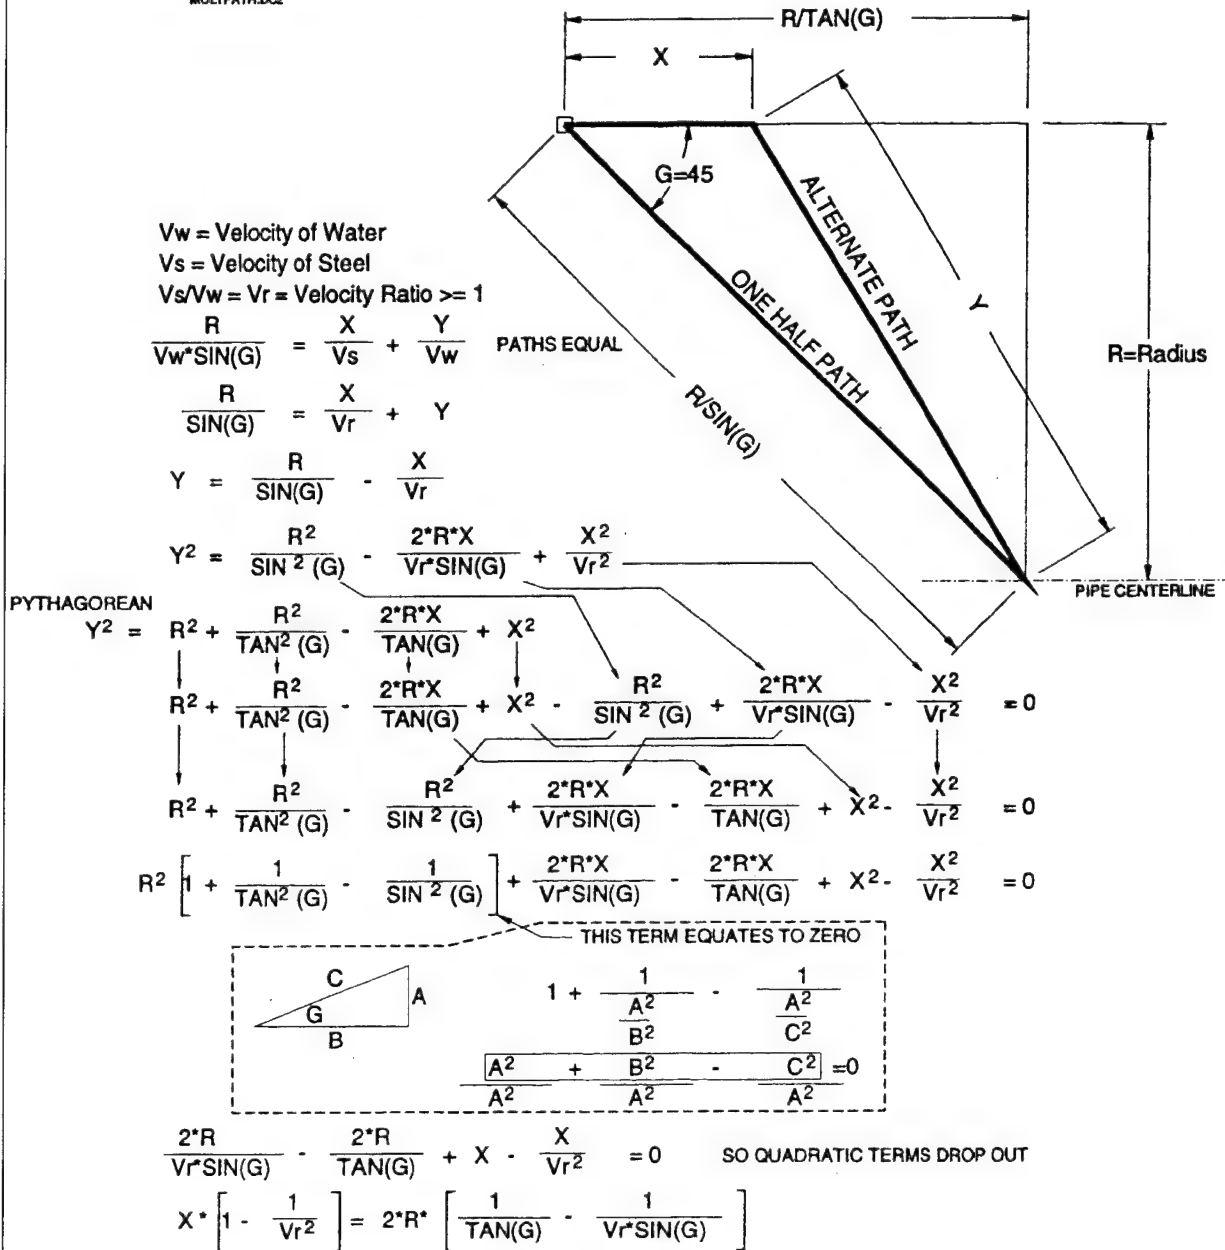 MULTPATH.DC2
R/TAN(G)
X
G=45
ALTERNATE PATH
Y
ONE HALF PATH
R/SIN(G)
R=Radius
PIPE CENTERLINE
Vw = Velocity of Water
Vs = Velocity of Steel
Vs/Vw = Vr = Velocity Ratio >= 1
R/(Vw*SIN(G)) = X/Vs + Y/Vw PATHS EQUAL
R/SIN(G) = X/Vr + Y
Y = R/SIN(G) - X/Vr
Y² = R²/SIN²(G) - 2*R*X/(Vr*SIN(G)) + X²/Vr²
PYTHAGOREAN
Y² = R² + R²/TAN²(G) - 2*R*X/TAN(G) + X²
R² + R²/TAN²(G) - 2*R*X/TAN(G) + X² - R²/SIN²(G) + 2*R*X/(Vr*SIN(G)) - X²/Vr² = 0
R² + R²/TAN²(G) - R²/SIN²(G) + 2*R*X/(Vr*SIN(G)) - 2*R*X/TAN(G) + X² - X²/Vr² = 0
R² [1 + 1/TAN²(G) - 1/SIN²(G)] + 2*R*X/(Vr*SIN(G)) - 2*R*X/TAN(G) + X² - X²/Vr² = 0
THIS TERM EQUATES TO ZERO
C
A
G
B
1 + 1/(A²/B²) - 1/(A²/C²)
A²/A² + B²/A² - C²/A² = 0
2*R/(Vr*SIN(G)) - 2*R/TAN(G) + X - X/Vr² = 0 SO QUADRATIC TERMS DROP OUT
X * [1 - 1/Vr²] = 2*R* [1/TAN(G) - 1/(Vr*SIN(G))]